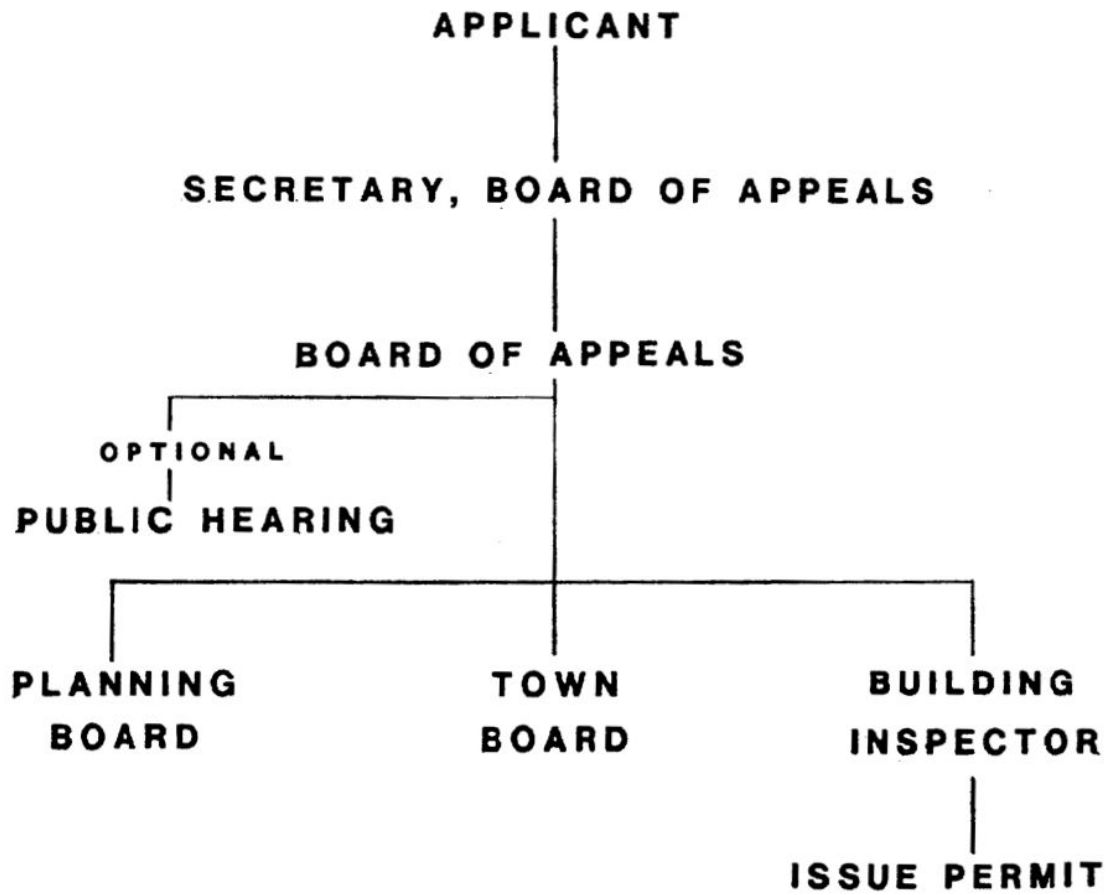 APPLICANT
SECRETARY, BOARD OF APPEALS
BOARD OF APPEALS
OPTIONAL
PUBLIC HEARING
PLANNING
BOARD
TOWN
BOARD
BUILDING
INSPECTOR
ISSUE PERMIT